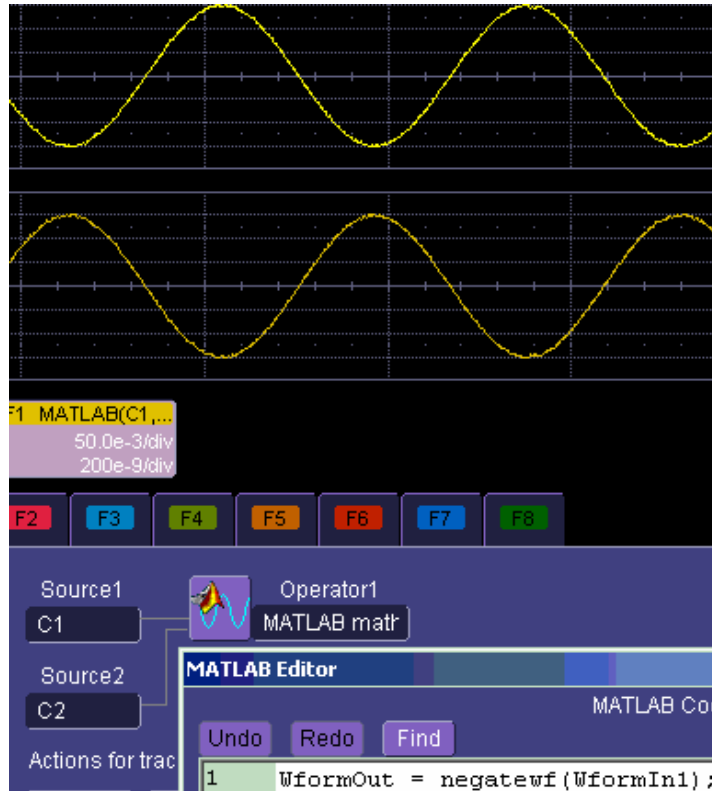 F1 MATLAB(C1,...
50.0e-3/div
200e-9/div
F2 F3 F4 F5 F6 F7 F8
Source1 Operator1
C1 MATLAB math
Source2 MATLAB Editor
C2 MATLAB Co
Undo Redo Find
Actions for trac
1 WformOut = negatewf(WformIn1);